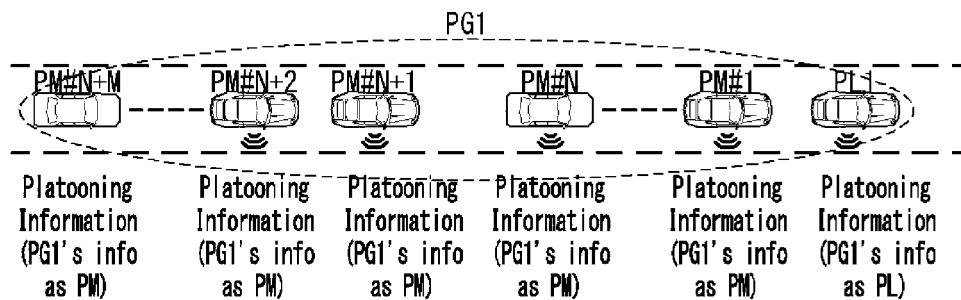 PG1
PM#N+M PM#N+2 PM#N+1 PM#N PM#1 PL1
Platooning Information (PG1's info as PM)
Platooning Information (PG1's info as PM)
Platooning Information (PG1's info as PM)
Platooning Information (PG1's info as PM)
Platooning Information (PG1's info as PM)
Platooning Information (PG1's info as PL)